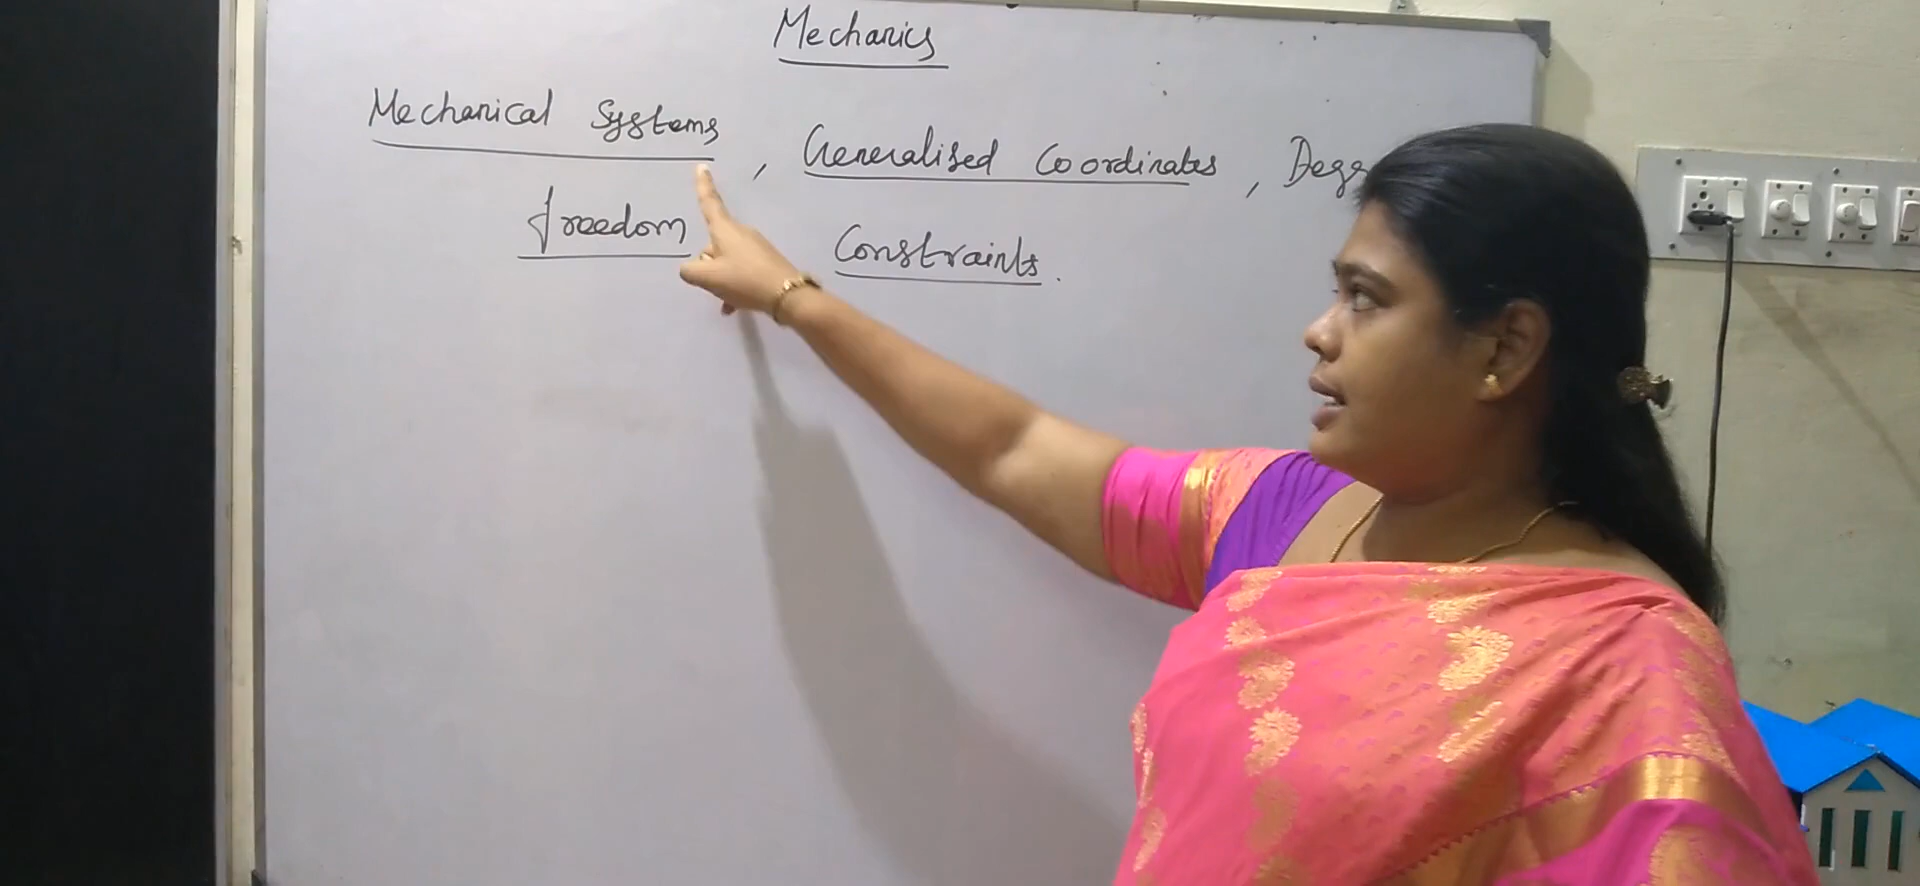 Mechanics
Mechanical Systems, Generalised Coordinates,
freedom Constraints.